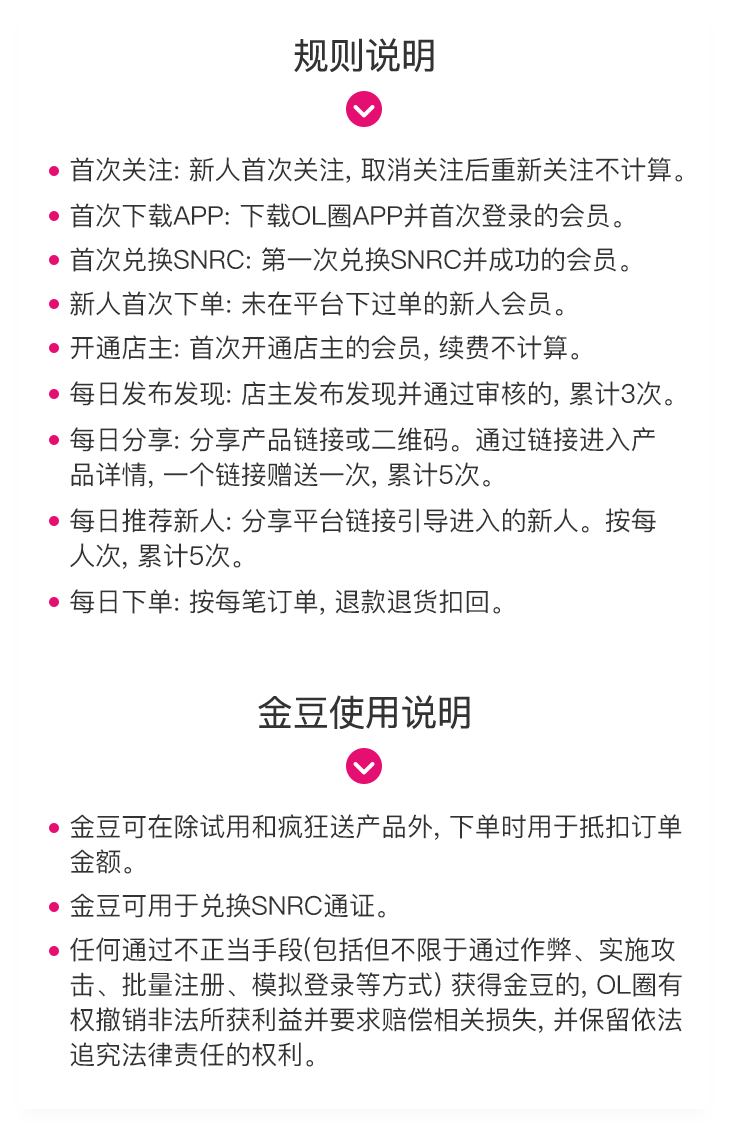 规则说明
首次关注: 新人首次关注, 取消关注后重新关注不计算。
首次下载APP: 下载OL圈APP并首次登录的会员。
首次兑换SNRC: 第一次兑换SNRC并成功的会员。
新人首次下单: 未在平台下过单的新人会员。
开通店主: 首次开通店主的会员, 续费不计算。
每日发布发现: 店主发布发现并通过审核的, 累计3次。
每日分享: 分享产品链接或二维码。通过链接进入产
品详情, 一个链接赠送一次, 累计5次。
每日推荐新人: 分享平台链接引导进入的新人。按每
人次, 累计5次。
每日下单: 按每笔订单, 退款退货扣回。
金豆使用说明
金豆可在除试用和疯狂送产品外, 下单时用于抵扣订单
金额。
金豆可用于兑换SNRC通证。
任何通过不正当手段(包括但不限于通过作弊、实施攻
击、批量注册、模拟登录等方式) 获得金豆的, OL圈有
权撤销非法所获利益并要求赔偿相关损失, 并保留依法
追究法律责任的权利。